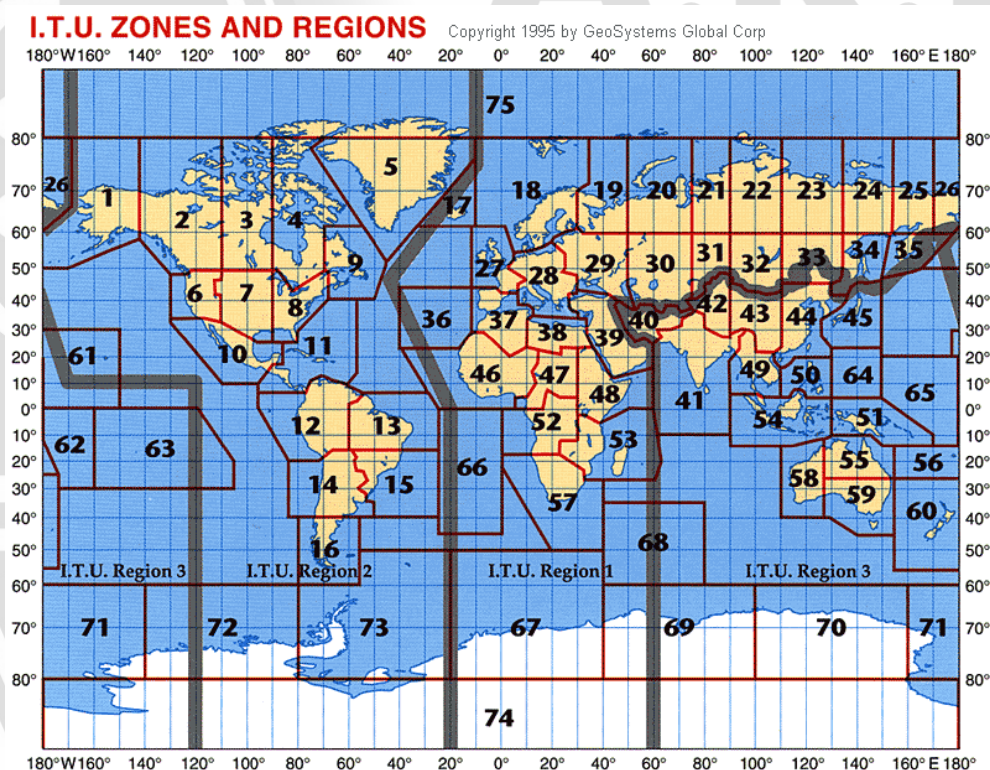 I.T.U. ZONES AND REGIONS Copyright 1995 by GeoSystems Global Corp
180°W160° 140° 120° 100° 80° 60° 40° 20° 0° 20° 40° 60° 80° 100° 120° 140° 160° E 180°
75
80° 80°
5
26 1 2 3 4 17 18 19 20 21 22 23 24 25 26
70° 70°
60° 60°
9 27 28 29 30 31 32 33 34 35
50° 50°
6 7 8 42
40° 40°
36 37 38 39 40 43 44 45
30° 30°
61 10 11
20° 20°
46 47 48 41 49 50 64 65
10° 10°
0° 0°
12 13 52 53 54 51
10° 10°
62 63 66 55 56
20° 20°
14 15 57 58 59
30° 30°
60
40° 40°
16 68
50° 50°
I.T.U. Region 3 I.T.U. Region 2 I.T.U. Region 1 I.T.U. Region 3
60° 60°
71 72 73 67 69 70 71
70° 70°
80° 80°
74
180°W160° 140° 120° 100° 80° 60° 40° 20° 0° 20° 40° 60° 80° 100° 120° 140° 160° E 180°